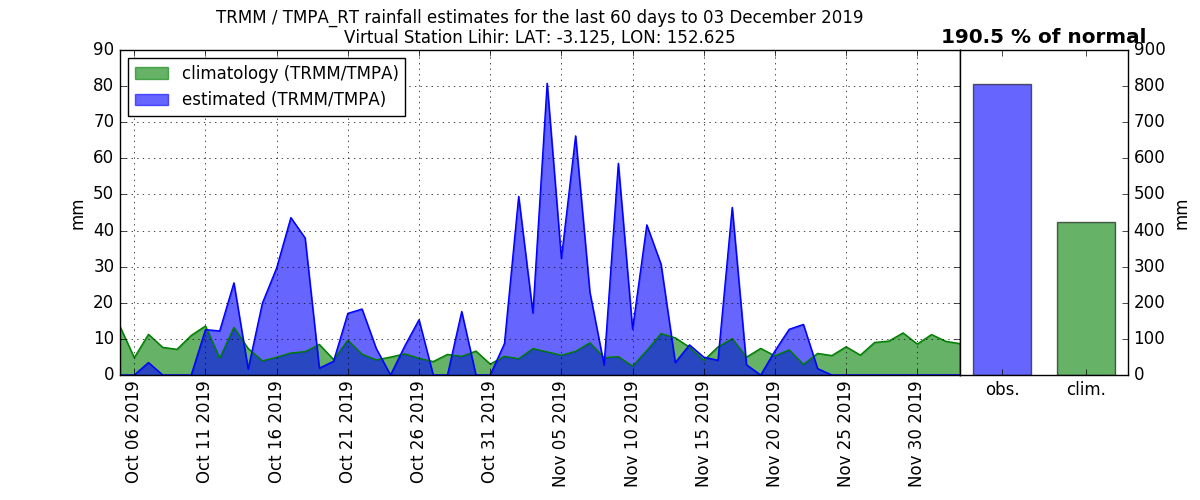 TRMM / TMPA_RT rainfall estimates for the last 60 days to 03 December 2019
Virtual Station Lihir: LAT: -3.125, LON: 152.625
190.5 % of normal
climatology (TRMM/TMPA)
estimated (TRMM/TMPA)
90
80
70
60
50
40
30
20
10
0
mm
Oct 06 2019
Oct 11 2019
Oct 16 2019
Oct 21 2019
Oct 26 2019
Oct 31 2019
Nov 05 2019
Nov 10 2019
Nov 15 2019
Nov 20 2019
Nov 25 2019
Nov 30 2019
obs.
clim.
900
800
700
600
500
400
300
200
100
0
mm